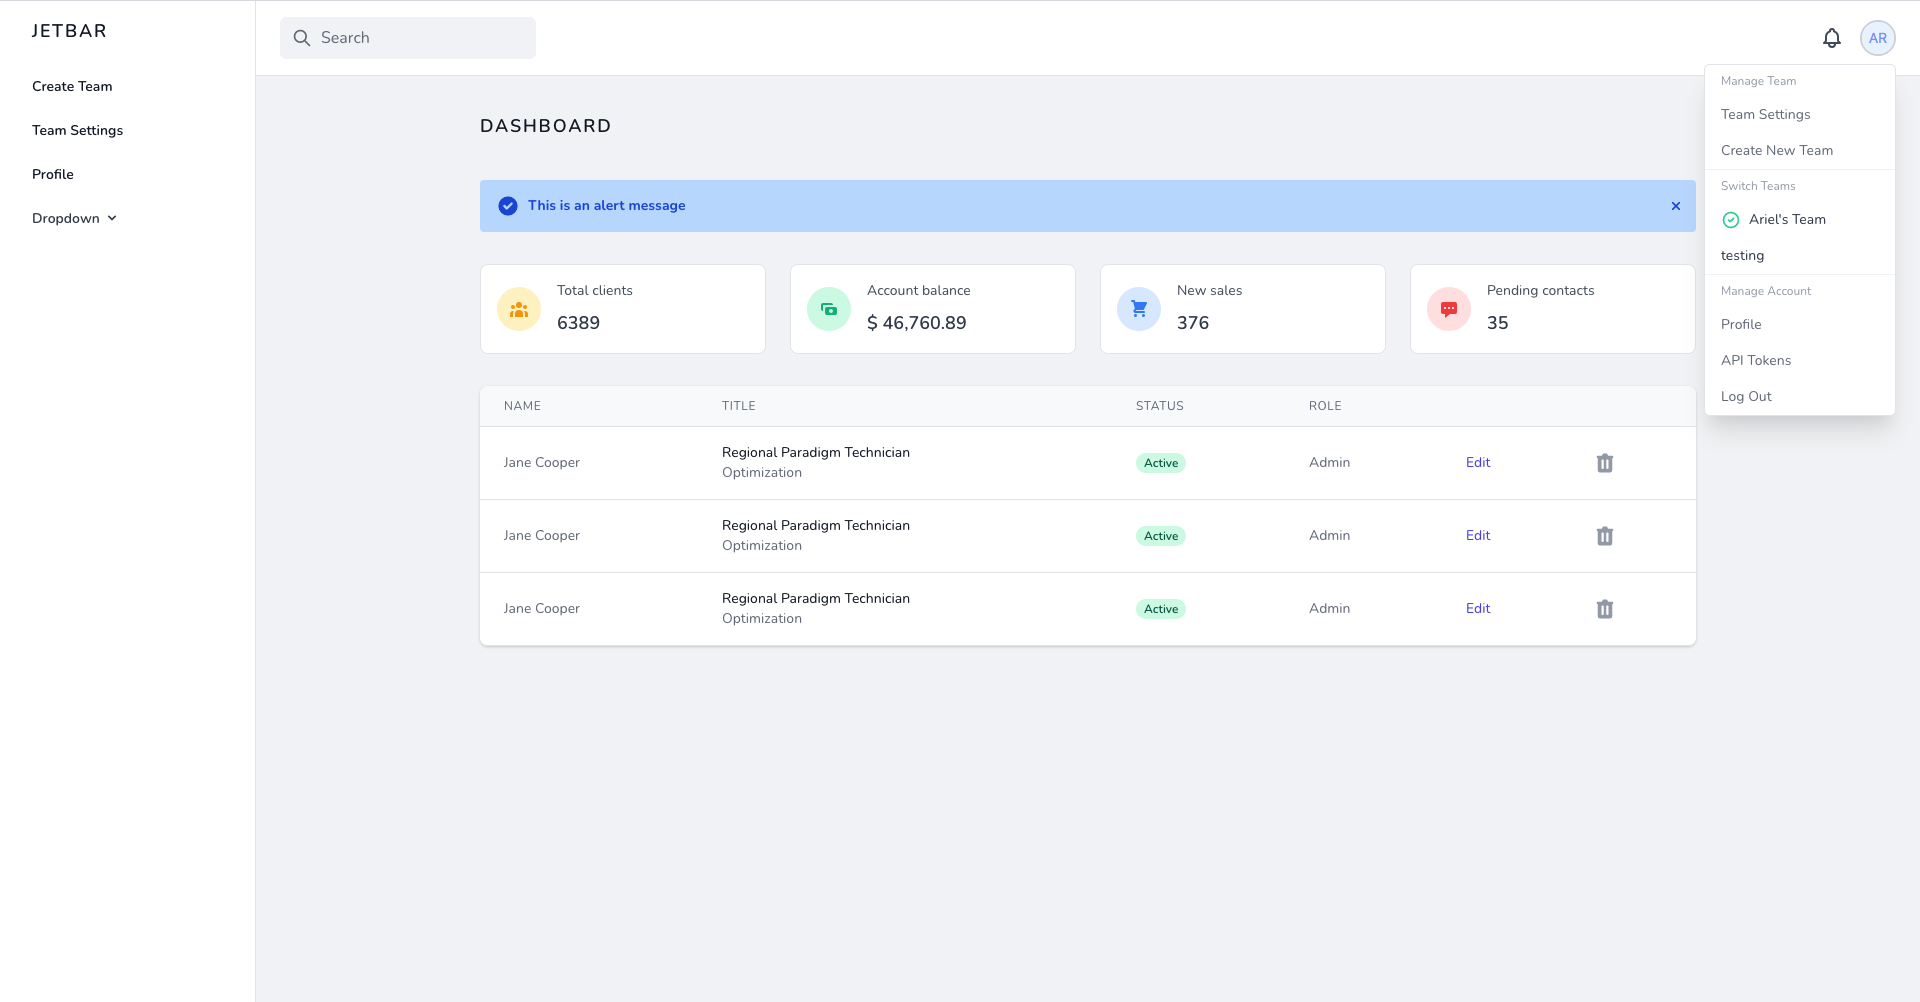 JETBAR
Create Team
Team Settings
Profile
Dropdown
Search
AR
Manage Team
Team Settings
Create New Team
Switch Teams
Ariel's Team
testing
Manage Account
Profile
API Tokens
Log Out
DASHBOARD
This is an alert message
Total clients
6389
Account balance
$ 46,760.89
New sales
376
Pending contacts
35
NAME TITLE STATUS ROLE
Jane Cooper Regional Paradigm Technician Active Admin Edit
Optimization
Jane Cooper Regional Paradigm Technician Active Admin Edit
Optimization
Jane Cooper Regional Paradigm Technician Active Admin Edit
Optimization